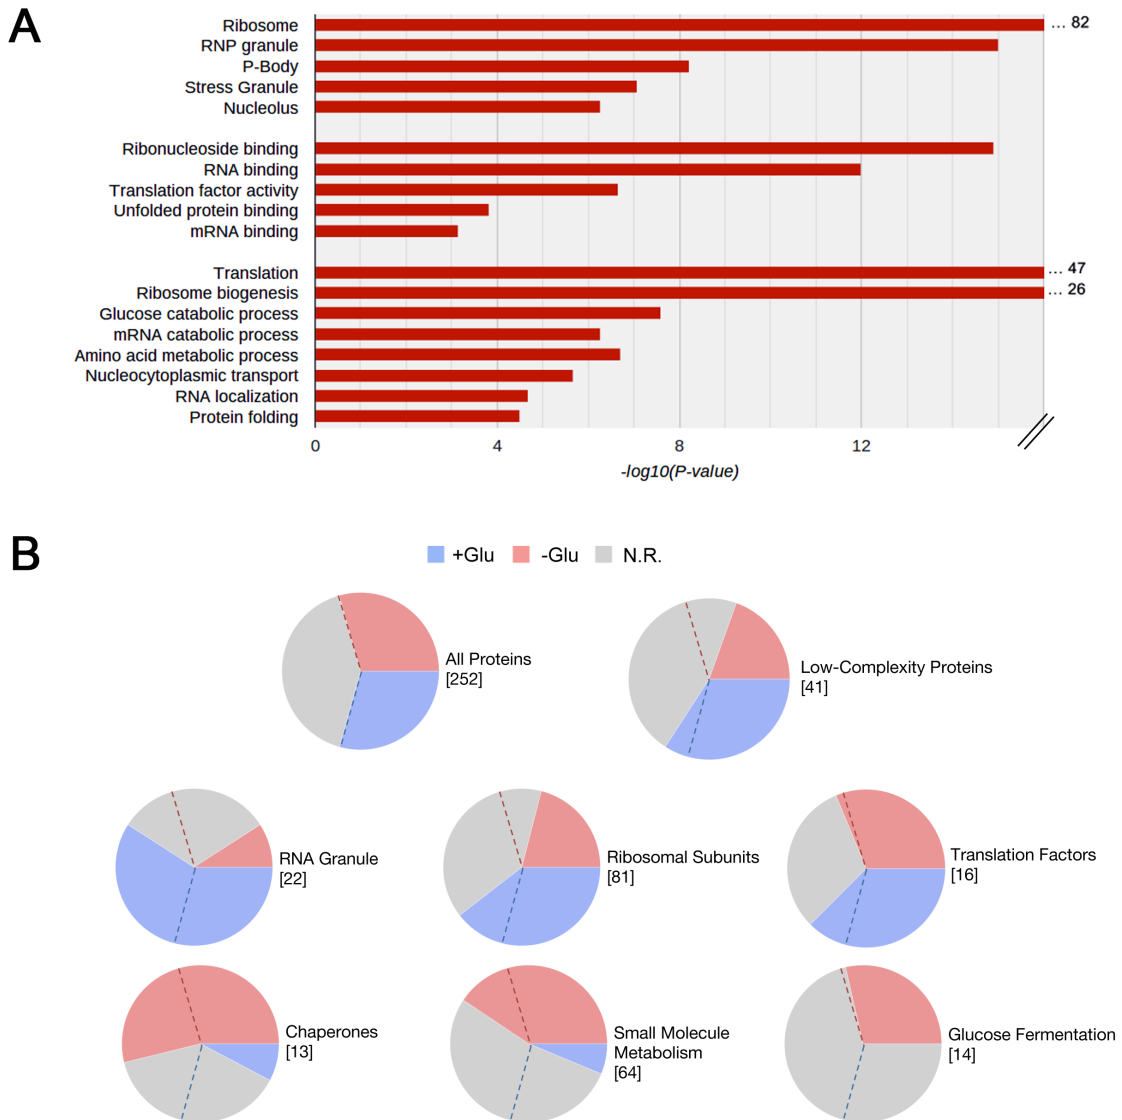 A
Ribosome
... 82
RNP granule
P-Body
Stress Granule
Nucleolus
Ribonucleoside binding
RNA binding
Translation factor activity
Unfolded protein binding
mRNA binding
Translation
... 47
Ribosome biogenesis
... 26
Glucose catabolic process
mRNA catabolic process
Amino acid metabolic process
Nucleocytoplasmic transport
RNA localization
Protein folding
0 4 8 12
-log10(P-value)
B
+Glu -Glu N.R.
All Proteins
[252]
Low-Complexity Proteins
[41]
RNA Granule
[22]
Ribosomal Subunits
[81]
Translation Factors
[16]
Chaperones
[13]
Small Molecule
Metabolism
[64]
Glucose Fermentation
[14]